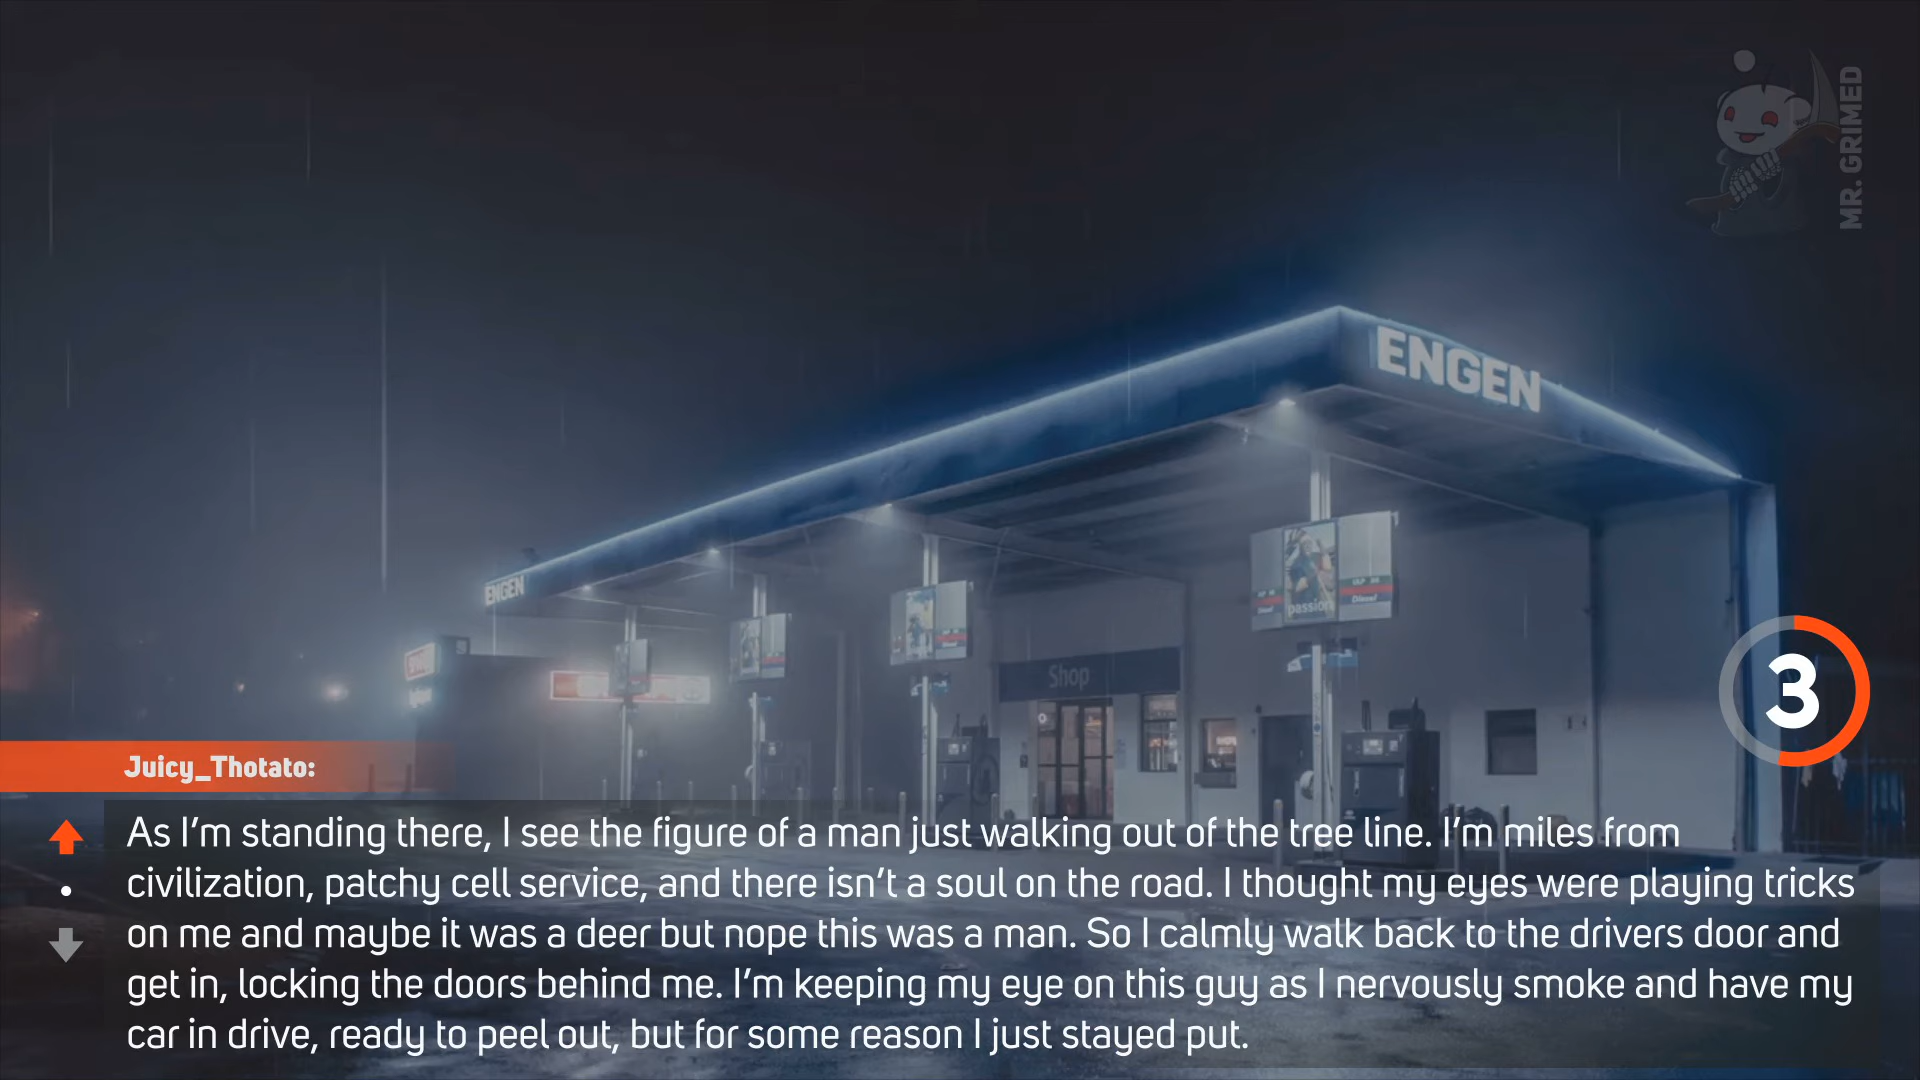 MR. GRIMED
ENGEN
ENGEN
passion
Diesel
Diesel
Shop
3
Juicy_Thotato:
As I'm standing there, I see the figure of a man just walking out of the tree line. I'm miles from
civilization, patchy cell service, and there isn't a soul on the road. I thought my eyes were playing tricks
on me and maybe it was a deer but nope this was a man. So I calmly walk back to the drivers door and
get in, locking the doors behind me. I'm keeping my eye on this guy as I nervously smoke and have my
car in drive, ready to peel out, but for some reason I just stayed put.